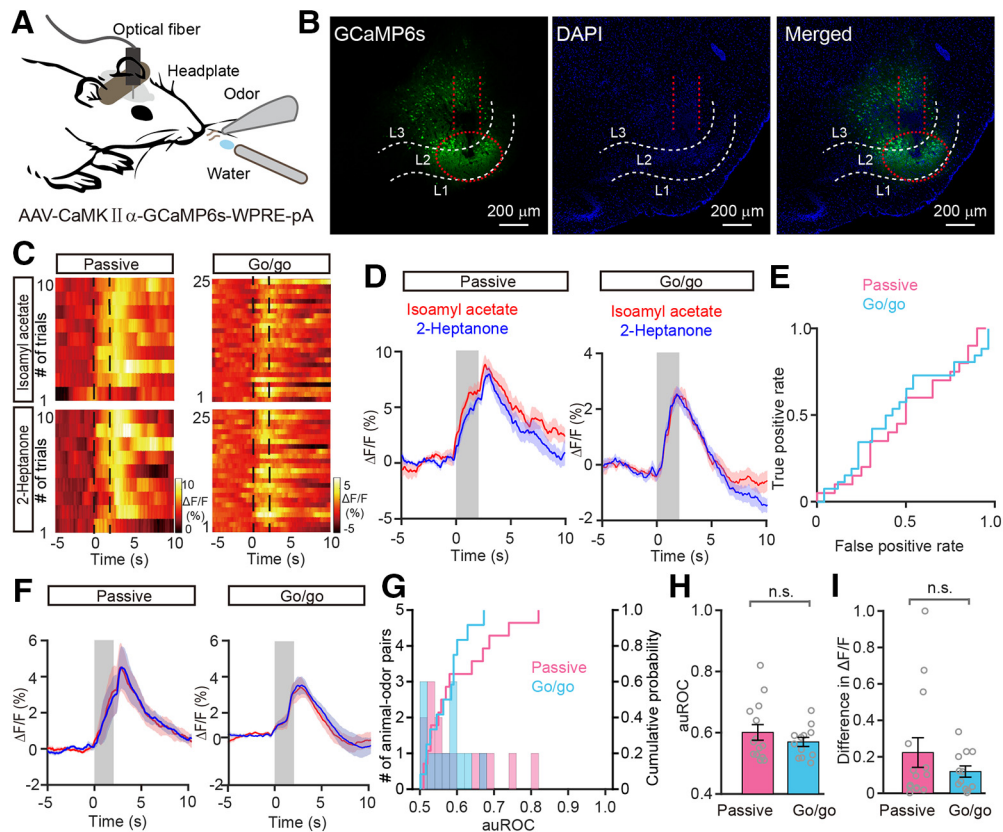 A
Optical fiber
Headplate
Odor
Water
AAV-CaMKⅡα-GCaMP6s-WPRE-pA
B
GCaMP6s
DAPI
Merged
L3
L2
L1
200 μm
L3
L2
L1
200 μm
L3
L2
L1
200 μm
C
Passive
Go/go
Isoamyl acetate
# of trials
10
1
25
1
2-Heptanone
# of trials
10
1
25
1
10
ΔF/F
(%)
0
5
ΔF/F
(%)
-5
-5 0 5 10
Time (s)
-5 0 5 10
Time (s)
D
Passive
Go/go
Isoamyl acetate
2-Heptanone
Isoamyl acetate
2-Heptanone
ΔF/F (%)
10
5
0
-5
-5 0 5 10
Time (s)
ΔF/F (%)
4
2
0
-2
-5 0 5 10
Time (s)
E
Passive
Go/go
True positive rate
1.0
0.5
0
0 0.5 1.0
False positive rate
F
Passive
Go/go
ΔF/F (%)
6
4
2
0
-2
-5 0 5 10
Time (s)
ΔF/F (%)
6
4
2
0
-2
-5 0 5 10
Time (s)
G
Passive
Go/go
# of animal-odor pairs
5
4
3
2
1
0
Cumulative probability
1.0
0.8
0.6
0.4
0.2
0
0.5 0.6 0.7 0.8 0.9 1.0
auROC
H
n.s.
auROC
1.0
0.8
0.6
0.4
Passive Go/go
I
n.s.
Difference in ΔF/F
1.0
0.8
0.6
0.4
0.2
0.0
Passive Go/go